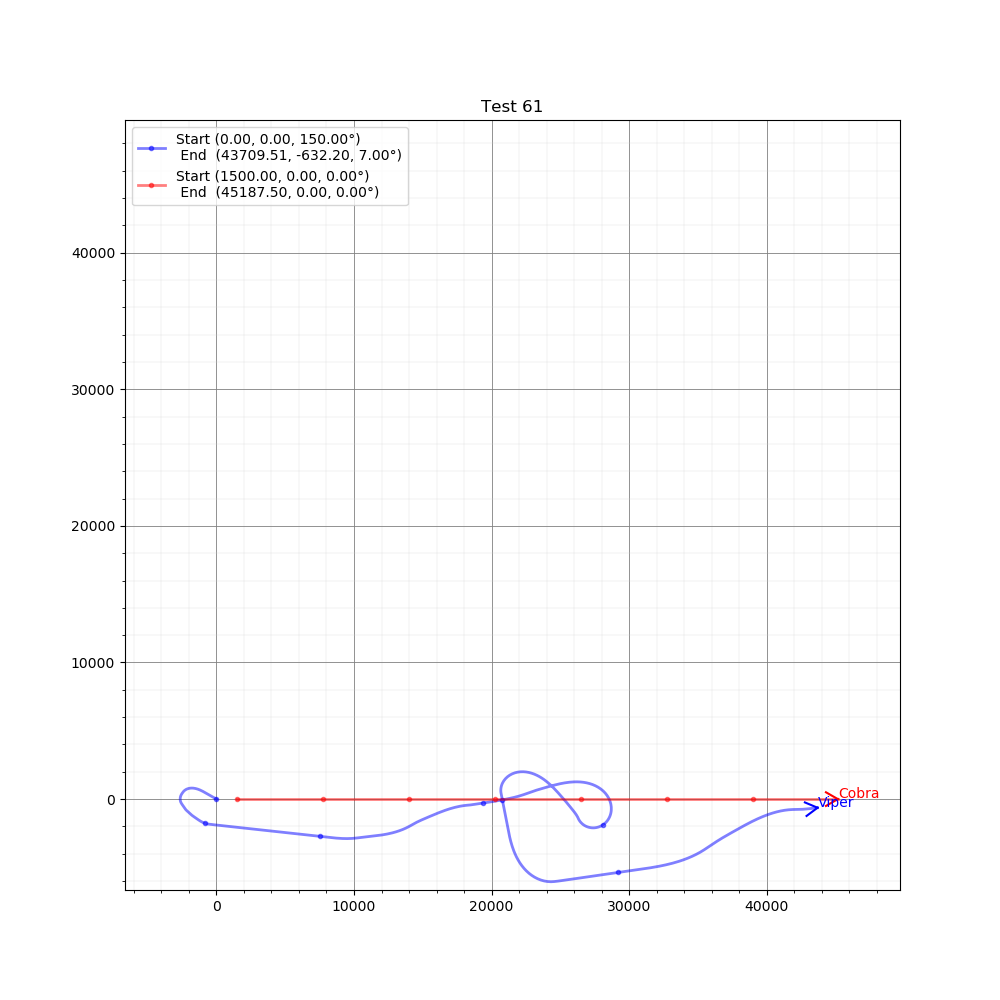 Test 61
Start (0.00, 0.00, 150.00°)
End (43709.51, -632.20, 7.00°)
Start (1500.00, 0.00, 0.00°)
End (45187.50, 0.00, 0.00°)
40000
30000
20000
10000
0
Cobra
Viper
0
10000
20000
30000
40000